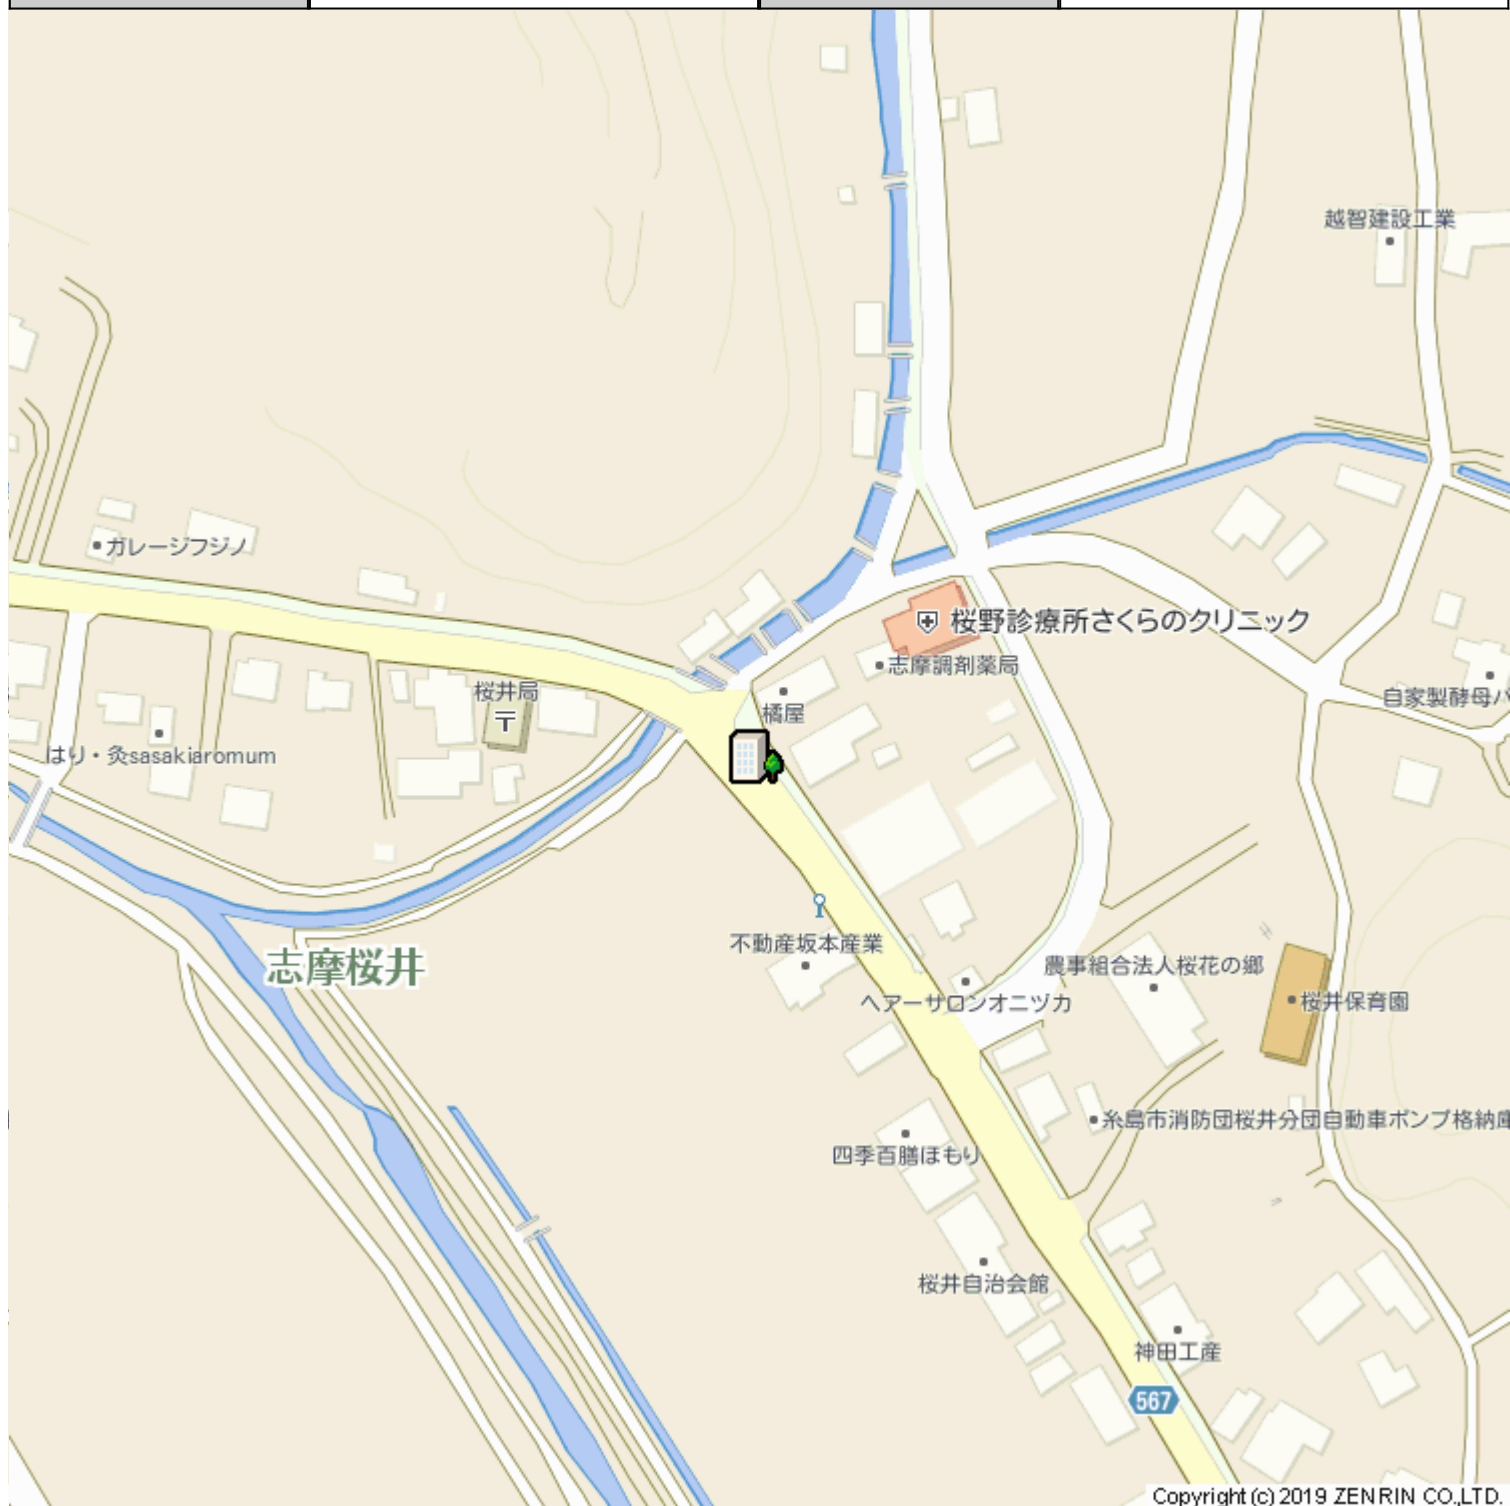 越智建設工業
ガレージフジノ
桜野診療所さくらのクリニック
志摩調剤薬局
桜井局
〒
橘屋
自家製酵母パ
はり・灸sasakiaromum
不動産坂本産業
志摩桜井
農事組合法人桜花の郷
ヘアーサロンオニヅカ
桜井保育園
糸島市消防団桜井分団自動車ポンプ格納庫
四季百膳ほもり
桜井自治会館
神田工産
567
Copyright (c) 2019 ZENRIN CO.,LTD.